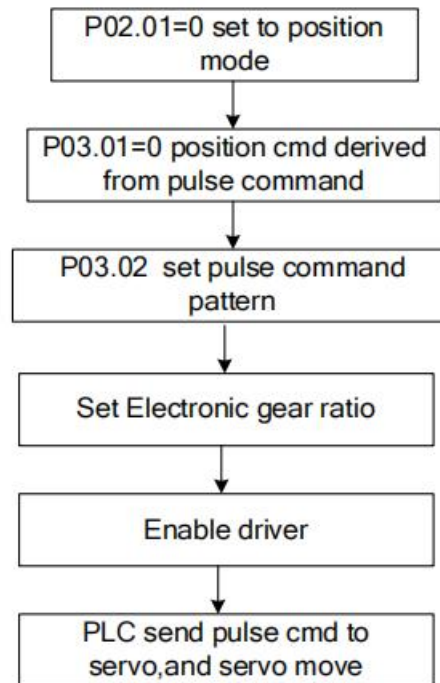 P02.01=0 set to position
mode
P03.01=0 position cmd derived
from pulse command
P03.02  set pulse command
pattern
Set Electronic gear ratio
Enable driver
PLC send pulse cmd to
servo,and servo move